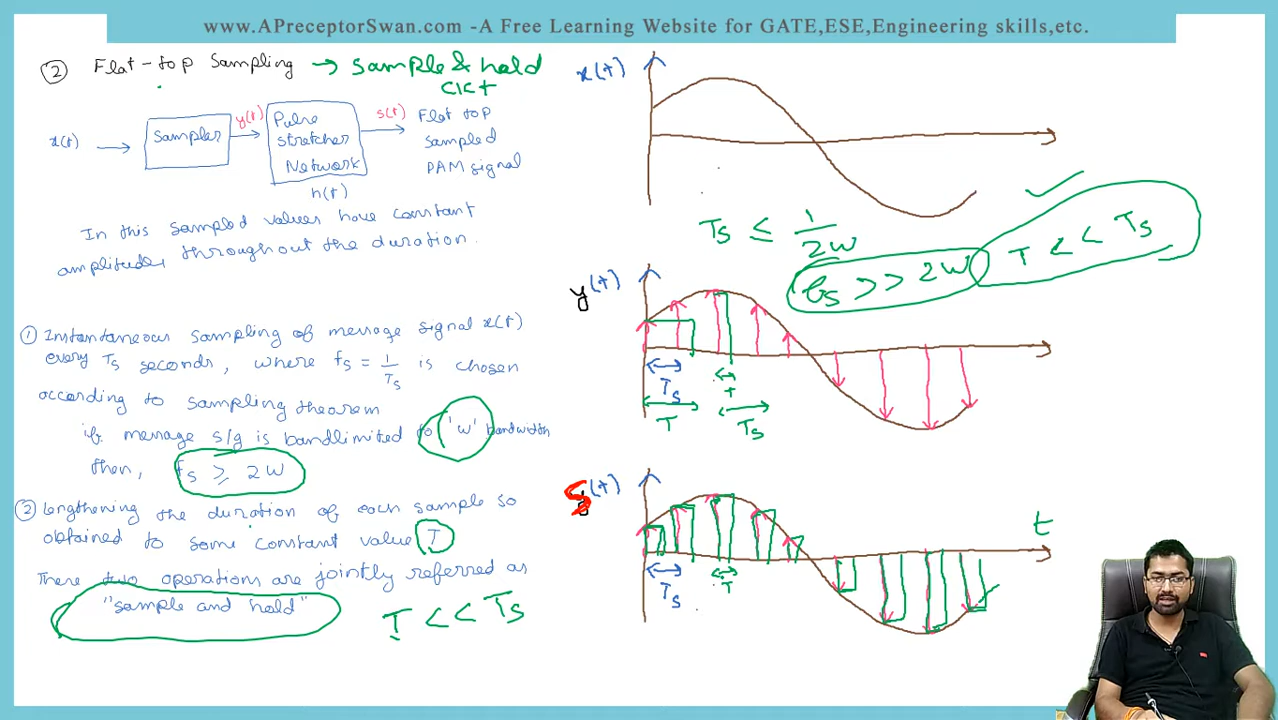 www.APreceptorSwan.com -A Free Learning Website for GATE,ESE,Engineering skills,etc.
② Flat-top Sampling → Sample & hold
ckt
x(t) → Sampler y(t) → Pulse stretcher Network s(t) → Flat top Sampled PAM signal
h(t)
In this sampled values have constant
amplitude, throughout the duration.
① Instantaneous sampling of message signal x(t)
every Ts seconds, where fs = 1/Ts is chosen
according to sampling theorem
if message s/g is bandlimited to 'w' bandwidth
then, fs ≥ 2W
② Lengthening the duration of each sample so
obtained to some constant value T
There two operations are jointly referred as
"sample and hold"
T << Ts
x(t)
Ts ≤ 1/2W
fs >> 2W
T << Ts
y(t)
Ts
T
T
Ts
S(t)
t
Ts
T